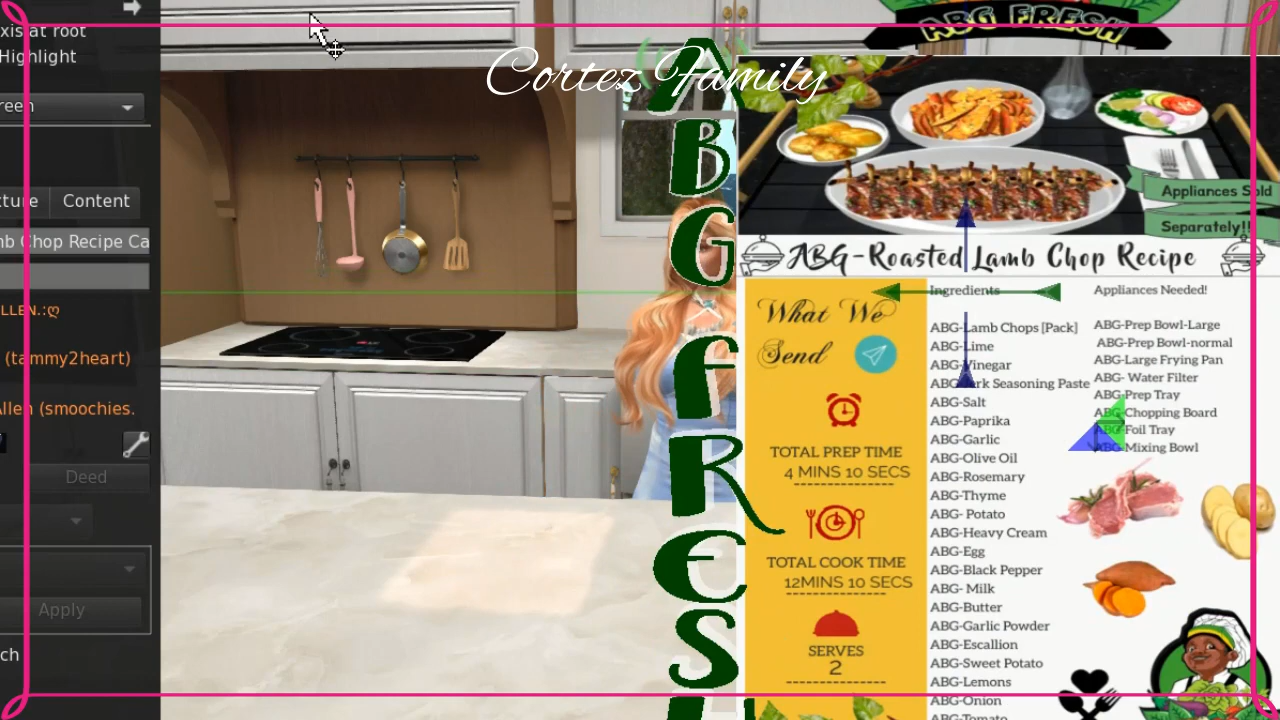 xis at root
Highlight
reen
cture
Content
mb Chop Recipe Ca
LLEN.:ღ
(tammy2heart)
Allen (smoochies.
Deed
Apply
ch
Cortez Family
ABG fRESH
ABG FRESH
Appliances Sold
Separately!!
ABG-Roasted Lamb Chop Recipe
What We
Send
TOTAL PREP TIME
4 MINS 10 SECS
TOTAL COOK TIME
12MINS 10 SECS
SERVES
2
Ingredients
ABG-Lamb Chops [Pack]
ABG-Lime
ABG-Vinegar
ABG-Jerk Seasoning Paste
ABG-Salt
ABG-Paprika
ABG-Garlic
ABG-Olive Oil
ABG-Rosemary
ABG-Thyme
ABG- Potato
ABG-Heavy Cream
ABG-Egg
ABG-Black Pepper
ABG- Milk
ABG-Butter
ABG-Garlic Powder
ABG-Escallion
ABG-Sweet Potato
ABG-Lemons
ABG-Onion
ABG-Tomato
Appliances Needed!
ABG-Prep Bowl-Large
ABG-Prep Bowl-normal
ABG-Large Frying Pan
ABG- Water Filter
ABG-Prep Tray
ABG-Chopping Board
ABG-Foil Tray
ABG-Mixing Bowl